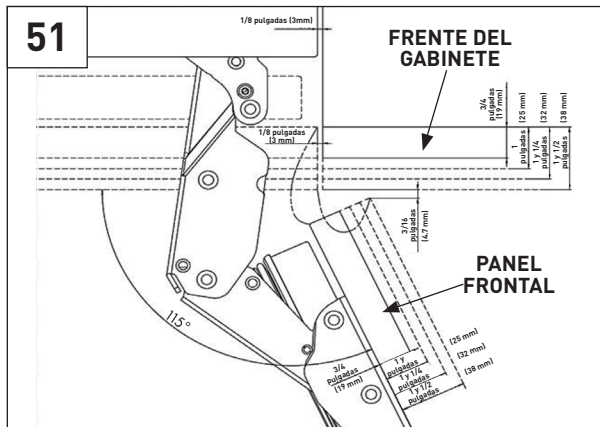 51
1/8 pulgadas (3mm)
FRENTE DEL
GABINETE
3/4
pulgadas
(19 mm)
(25 mm)
(32 mm)
(38 mm)
1
pulgadas
1 y 1/4
pulgadas
1 y 1/2
pulgadas
1/8 pulgadas
(3 mm)
3/16
pulgadas
(4.7 mm)
PANEL
FRONTAL
115°
3/4
pulgadas
(19 mm)
1 y
pulgadas
1 y 1/4
pulgadas
1 y 1/2
pulgadas
(25 mm)
(32 mm)
(38 mm)